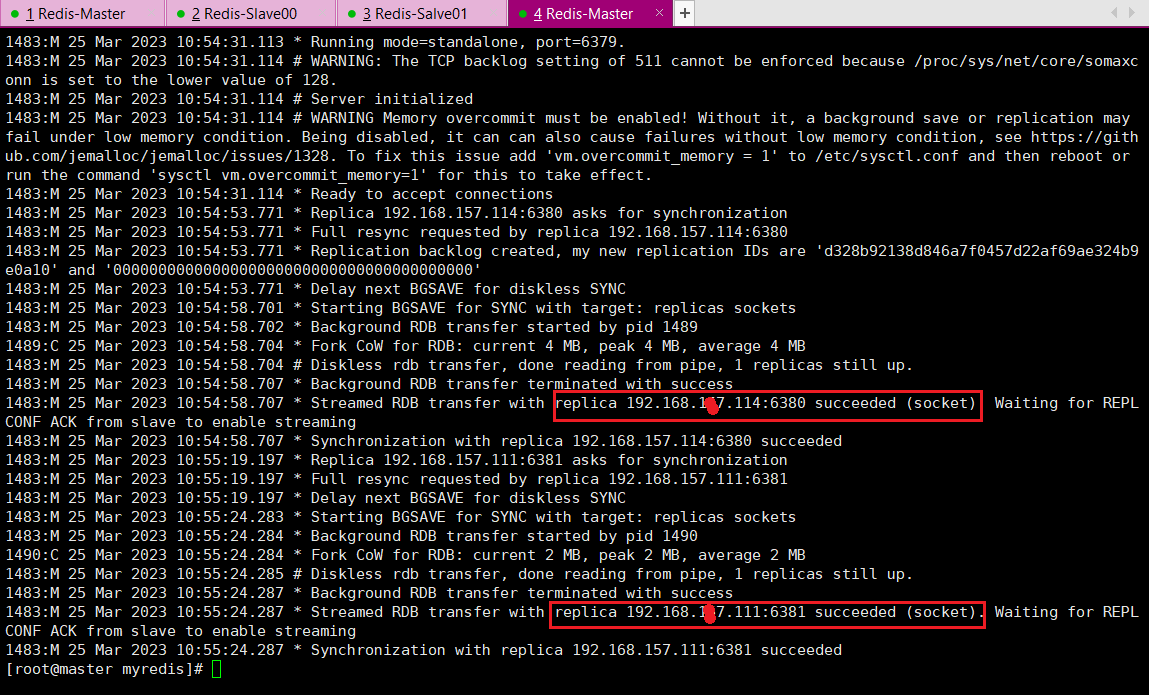 1 Redis-Master
2 Redis-Slave00
3 Redis-Salve01
4 Redis-Master × +
1483:M 25 Mar 2023 10:54:31.113 * Running mode=standalone, port=6379.
1483:M 25 Mar 2023 10:54:31.114 # WARNING: The TCP backlog setting of 511 cannot be enforced because /proc/sys/net/core/somaxc
onn is set to the lower value of 128.
1483:M 25 Mar 2023 10:54:31.114 # Server initialized
1483:M 25 Mar 2023 10:54:31.114 # WARNING Memory overcommit must be enabled! Without it, a background save or replication may
fail under low memory condition. Being disabled, it can can also cause failures without low memory condition, see https://gith
ub.com/jemalloc/jemalloc/issues/1328. To fix this issue add 'vm.overcommit_memory = 1' to /etc/sysctl.conf and then reboot or
run the command 'sysctl vm.overcommit_memory=1' for this to take effect.
1483:M 25 Mar 2023 10:54:31.114 * Ready to accept connections
1483:M 25 Mar 2023 10:54:53.771 * Replica 192.168.157.114:6380 asks for synchronization
1483:M 25 Mar 2023 10:54:53.771 * Full resync requested by replica 192.168.157.114:6380
1483:M 25 Mar 2023 10:54:53.771 * Replication backlog created, my new replication IDs are 'd328b92138d846a7f0457d22af69ae324b9
e0a10' and '0000000000000000000000000000000000000000'
1483:M 25 Mar 2023 10:54:53.771 * Delay next BGSAVE for diskless SYNC
1483:M 25 Mar 2023 10:54:58.701 * Starting BGSAVE for SYNC with target: replicas sockets
1483:M 25 Mar 2023 10:54:58.702 * Background RDB transfer started by pid 1489
1489:C 25 Mar 2023 10:54:58.704 * Fork CoW for RDB: current 4 MB, peak 4 MB, average 4 MB
1483:M 25 Mar 2023 10:54:58.704 # Diskless rdb transfer, done reading from pipe, 1 replicas still up.
1483:M 25 Mar 2023 10:54:58.707 * Background RDB transfer terminated with success
1483:M 25 Mar 2023 10:54:58.707 * Streamed RDB transfer with replica 192.168.157.114:6380 succeeded (socket) Waiting for REPL
CONF ACK from slave to enable streaming
1483:M 25 Mar 2023 10:54:58.707 * Synchronization with replica 192.168.157.114:6380 succeeded
1483:M 25 Mar 2023 10:55:19.197 * Replica 192.168.157.111:6381 asks for synchronization
1483:M 25 Mar 2023 10:55:19.197 * Full resync requested by replica 192.168.157.111:6381
1483:M 25 Mar 2023 10:55:19.197 * Delay next BGSAVE for diskless SYNC
1483:M 25 Mar 2023 10:55:24.283 * Starting BGSAVE for SYNC with target: replicas sockets
1483:M 25 Mar 2023 10:55:24.284 * Background RDB transfer started by pid 1490
1490:C 25 Mar 2023 10:55:24.284 * Fork CoW for RDB: current 2 MB, peak 2 MB, average 2 MB
1483:M 25 Mar 2023 10:55:24.285 # Diskless rdb transfer, done reading from pipe, 1 replicas still up.
1483:M 25 Mar 2023 10:55:24.287 * Background RDB transfer terminated with success
1483:M 25 Mar 2023 10:55:24.287 * Streamed RDB transfer with replica 192.168.157.111:6381 succeeded (socket). Waiting for REPL
CONF ACK from slave to enable streaming
1483:M 25 Mar 2023 10:55:24.287 * Synchronization with replica 192.168.157.111:6381 succeeded
[root@master myredis]#